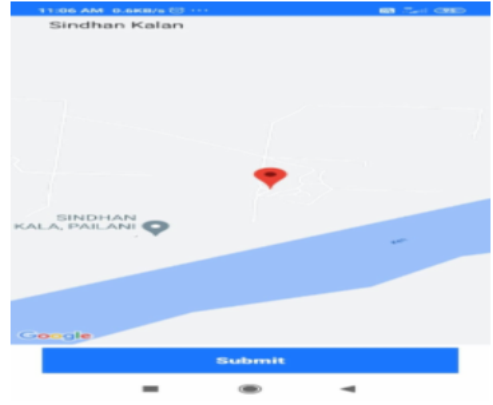 11:06 AM 0.6KB/s ...
Sindhan Kalan
SINDHAN
KALA, PAILANI
Google
Submit